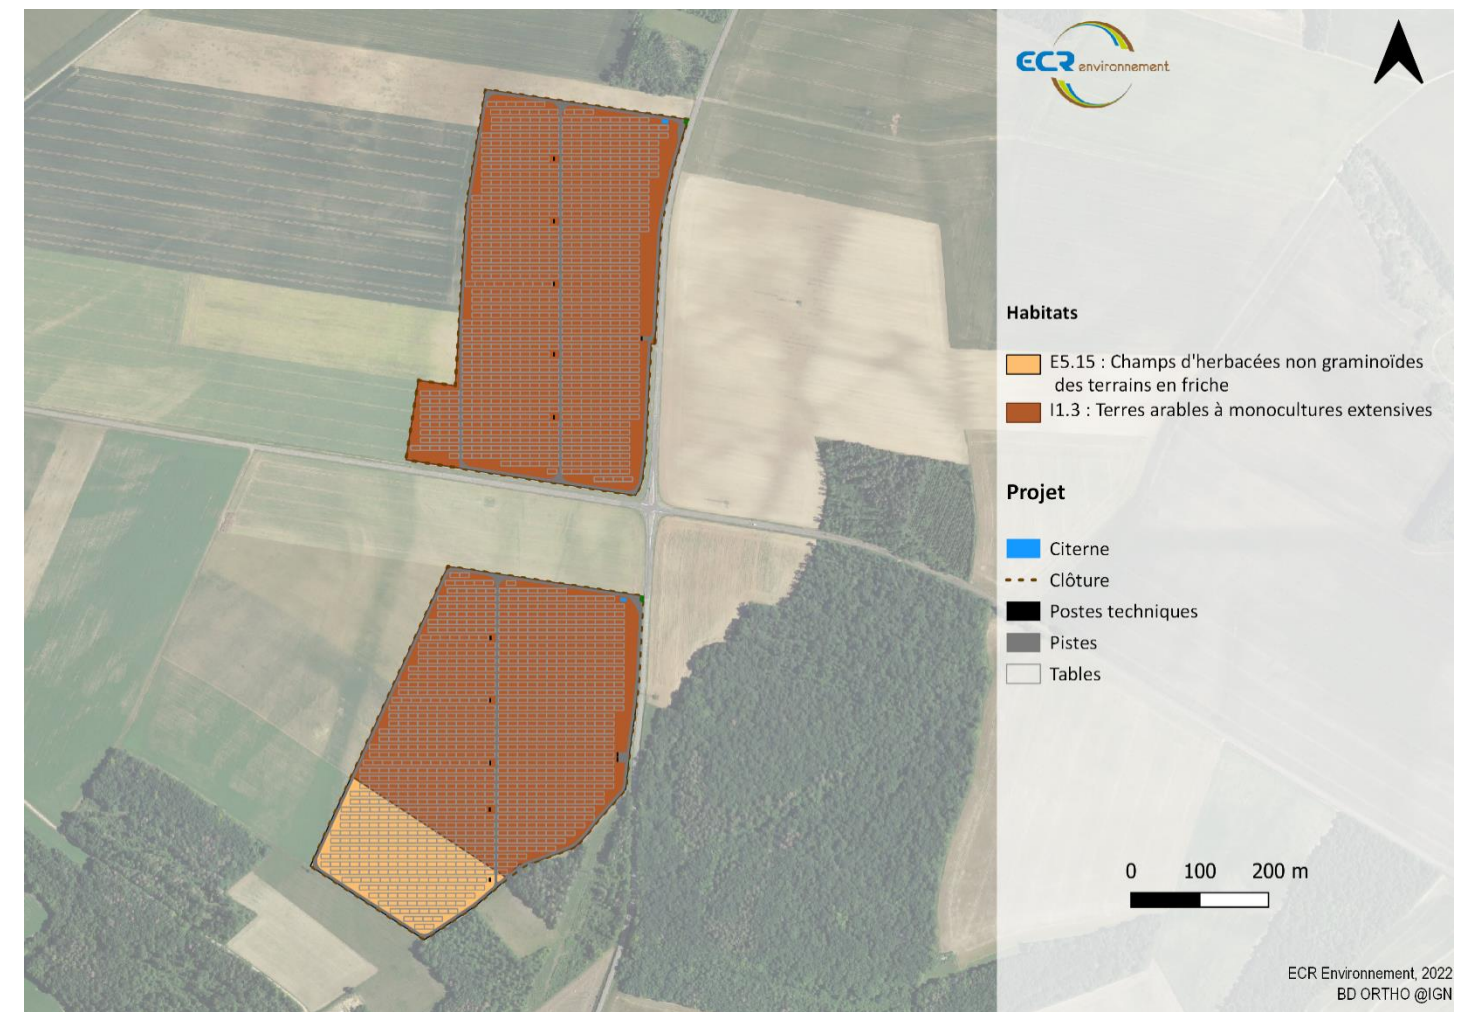 ECR environnement
Habitats
E5.15 : Champs d'herbacées non graminoïdes
des terrains en friche
I1.3 : Terres arables à monocultures extensives
Projet
Citerne
Clôture
Postes techniques
Pistes
Tables
0 100 200 m
ECR Environnement, 2022
BD ORTHO @IGN